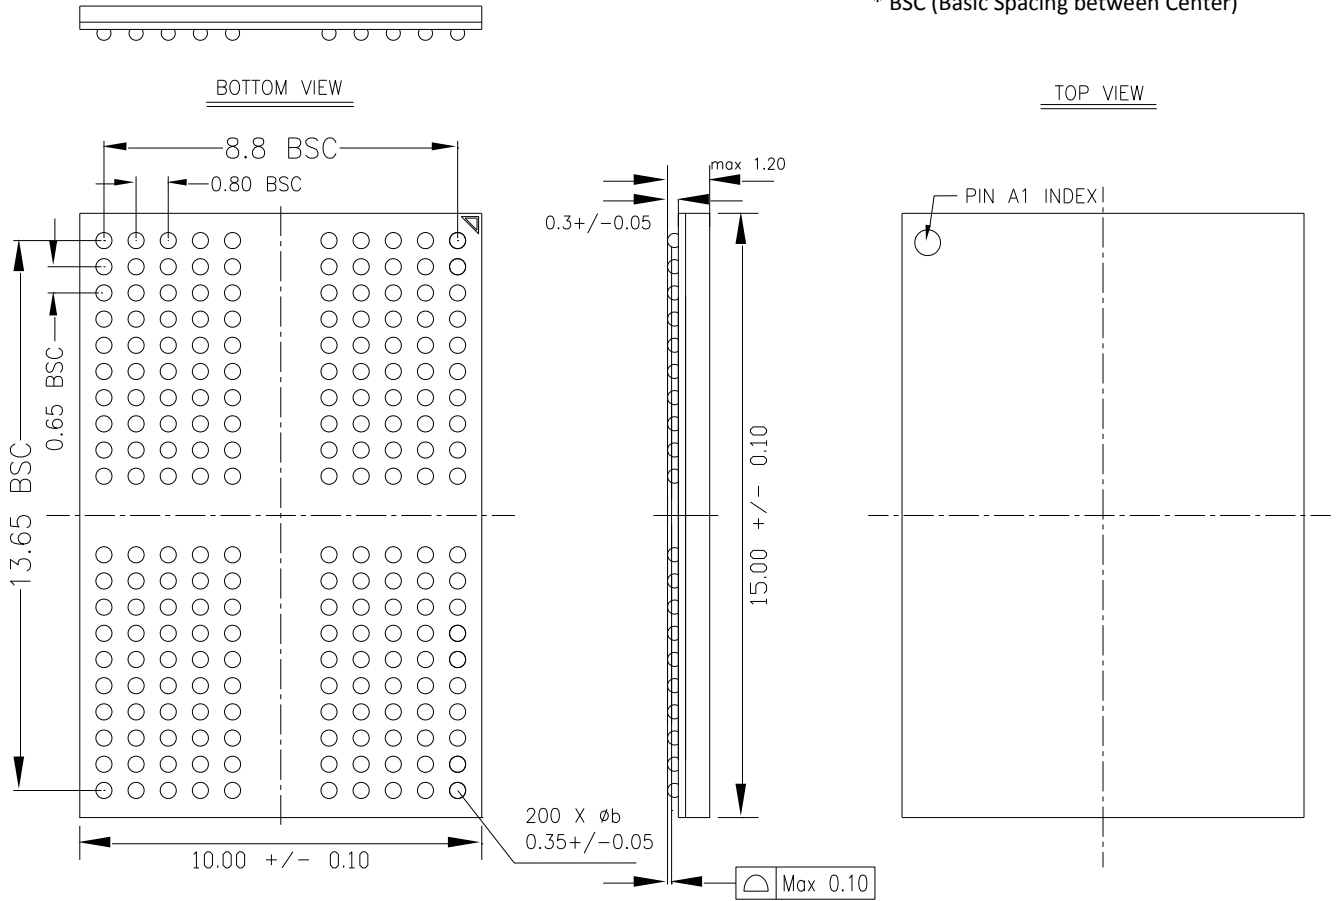 * BSC (Basic Spacing between Center)
BOTTOM VIEW
TOP VIEW
8.8 BSC
0.80 BSC
max 1.20
0.3+/-0.05
PIN A1 INDEX
0.65 BSC
13.65 BSC
15.00 +/- 0.10
200 X øb
0.35+/-0.05
10.00 +/- 0.10
Max 0.10